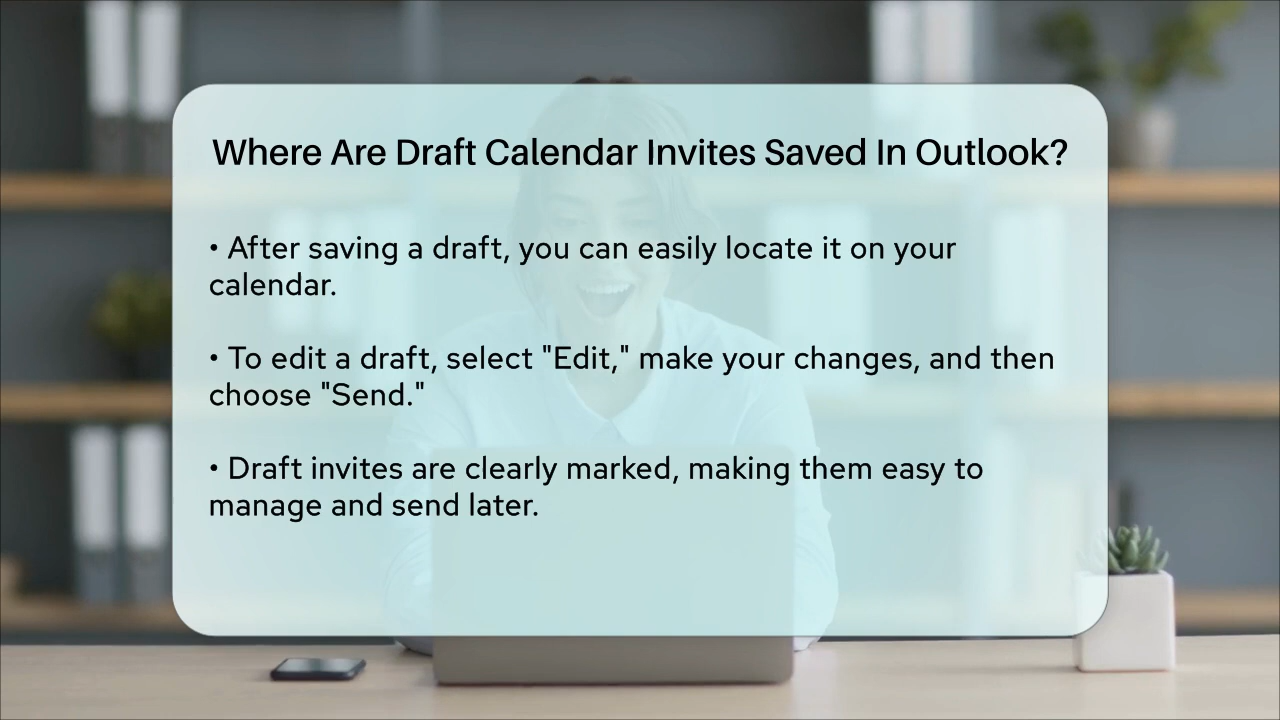 Where Are Draft Calendar Invites Saved In Outlook?
• After saving a draft, you can easily locate it on your
calendar.
• To edit a draft, select "Edit," make your changes, and then
choose "Send."
• Draft invites are clearly marked, making them easy to
manage and send later.